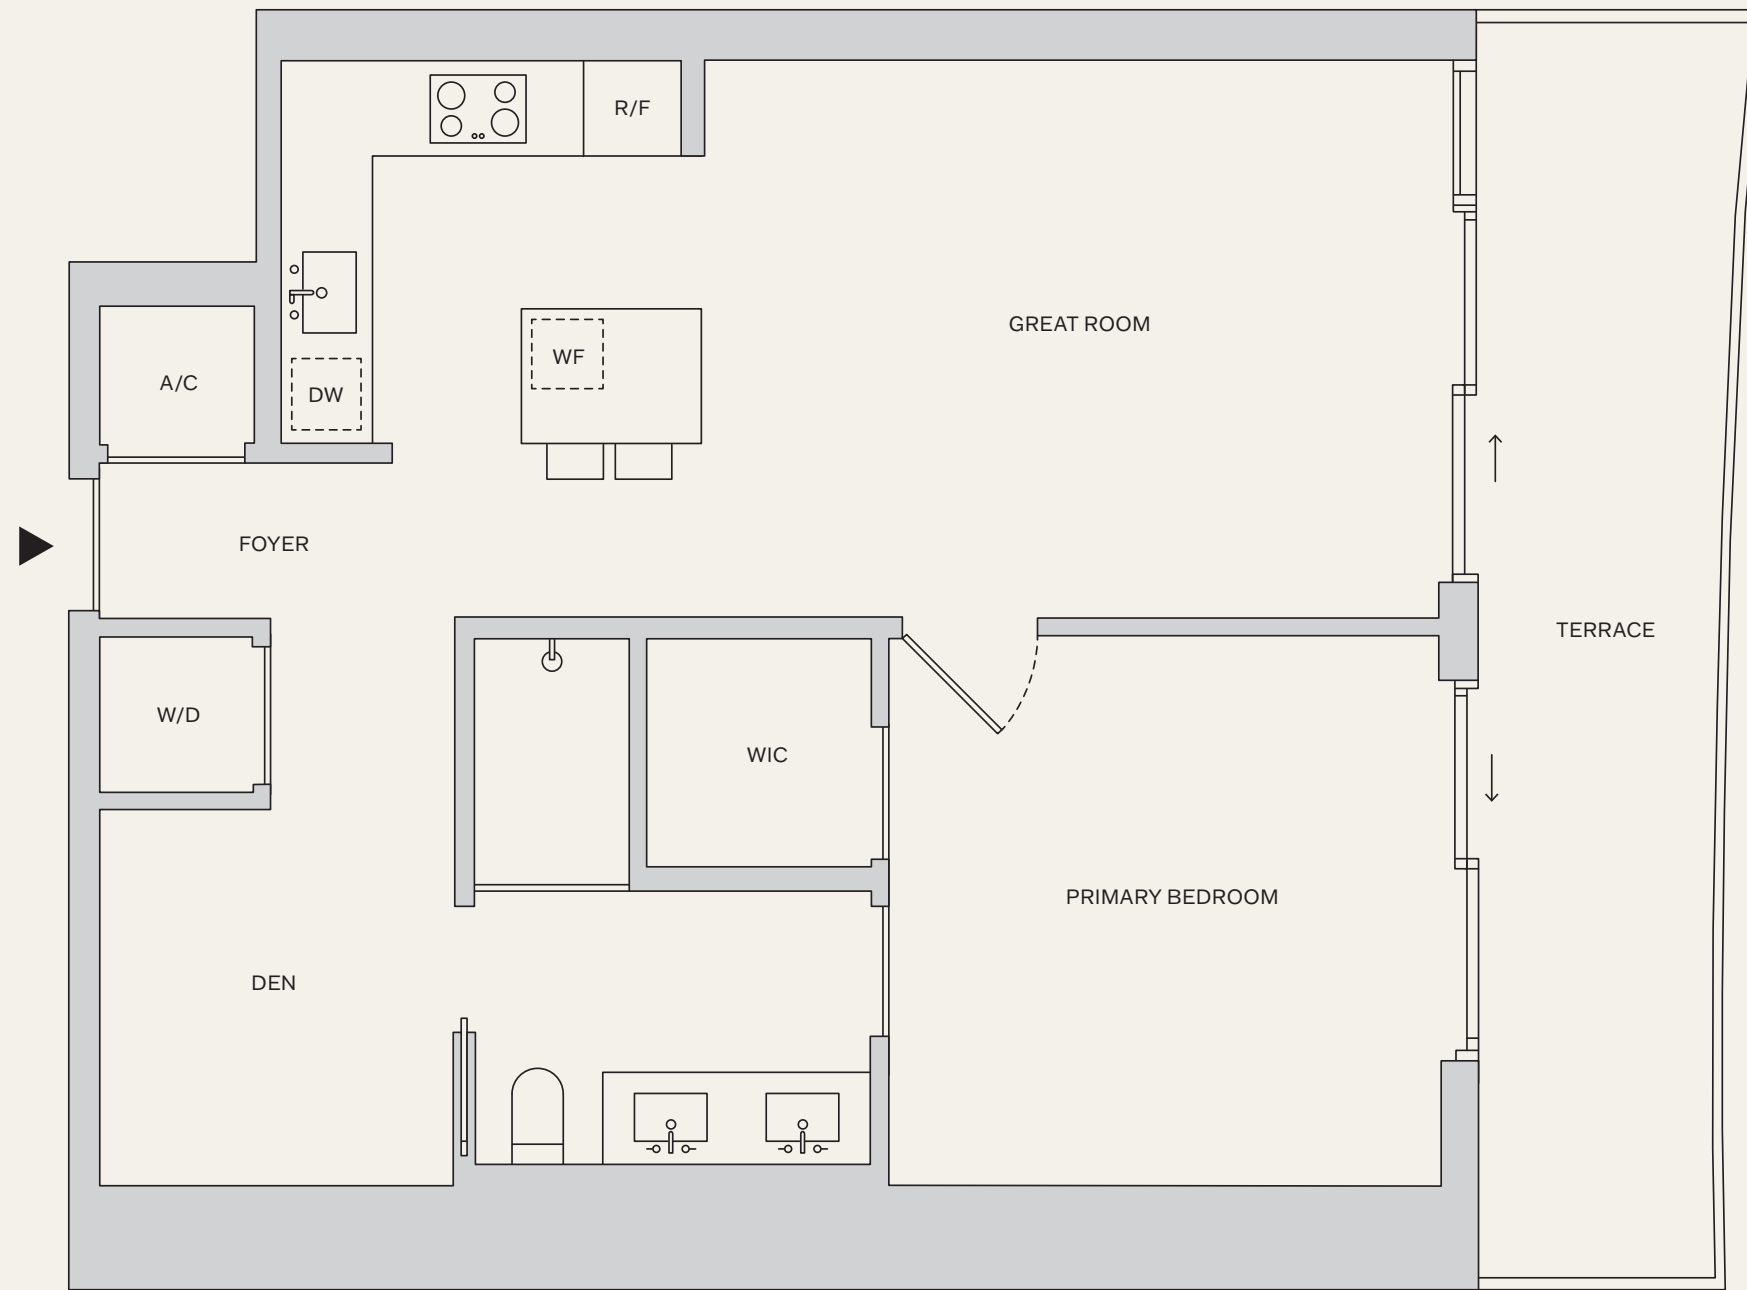 R/F
GREAT ROOM
WF
A/C
DW
FOYER
TERRACE
W/D
WIC
PRIMARY BEDROOM
DEN